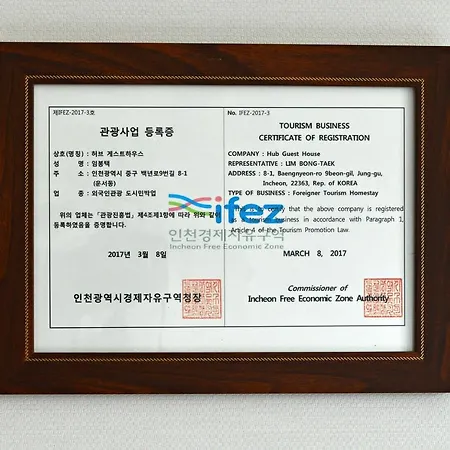 제IFEZ-2017-3호
관광사업 등록증
상호(명칭) : 허브 게스트하우스
성 명 : 임봉택
주 소 : 인천광역시 중구 백년로9번길 8-1
(운서동)
업 종 : 외국인관광 도시민박업
위의 업체는 「관광진흥법」 제4조제1항에 따라 위와 같이
등록하였음을 증명합니다.
2017년 3월 8일
인천광역시경제자유구역청장
No. IFEZ-2017-3
TOURISM BUSINESS
CERTIFICATE OF REGISTRATION
COMPANY : Hub Guest House
REPRESENTATIVE : LIM BONG-TAEK
ADDRESS : 8-1, Baengnyeon-ro 9beon-gil, Jung-gu,
Incheon, 22363, Rep. of KOREA
TYPE OF BUSINESS : Foreigner Tourism Homestay
certify that the above company is registered
as tourism business in accordance with Paragraph 1,
Article 4 of the Tourism Promotion Law.
MARCH 8, 2017
Commissioner of
Incheon Free Economic Zone Authority
ifez
인천경제자유구역
Incheon Free Economic Zone